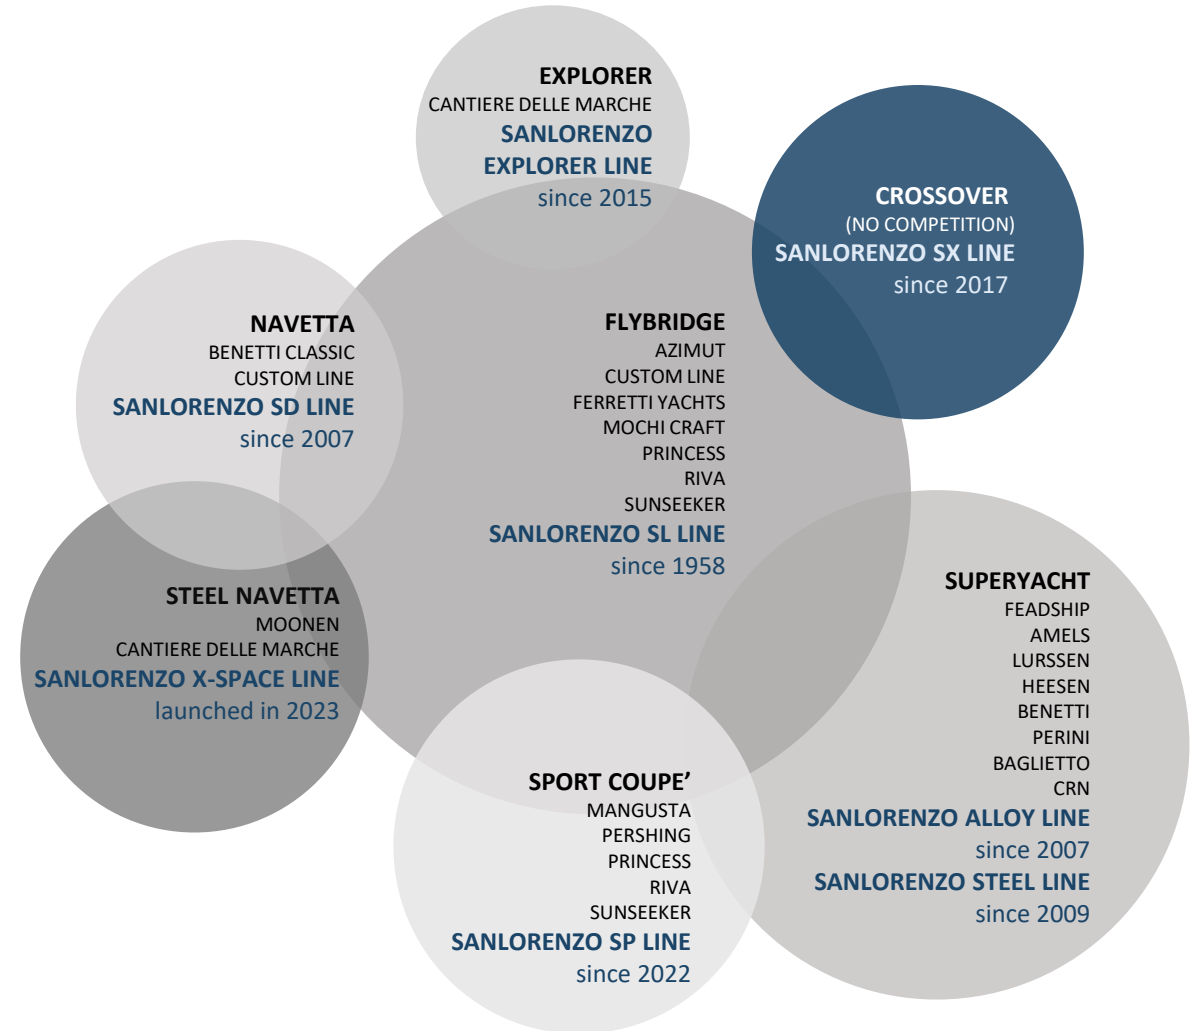 EXPLORER
CANTIERE DELLE MARCHE
SANLORENZO
EXPLORER LINE
since 2015
CROSSOVER
(NO COMPETITION)
SANLORENZO SX LINE
since 2017
NAVETTA
BENETTI CLASSIC
CUSTOM LINE
SANLORENZO SD LINE
since 2007
FLYBRIDGE
AZIMUT
CUSTOM LINE
FERRETTI YACHTS
MOCHI CRAFT
PRINCESS
RIVA
SUNSEEKER
SANLORENZO SL LINE
since 1958
STEEL NAVETTA
MOONEN
CANTIERE DELLE MARCHE
SANLORENZO X-SPACE LINE
launched in 2023
SUPERYACHT
FEADSHIP
AMELS
LURSSEN
HEESEN
BENETTI
PERINI
BAGLIETTO
CRN
SANLORENZO ALLOY LINE
since 2007
SANLORENZO STEEL LINE
since 2009
SPORT COUPE’
MANGUSTA
PERSHING
PRINCESS
RIVA
SUNSEEKER
SANLORENZO SP LINE
since 2022